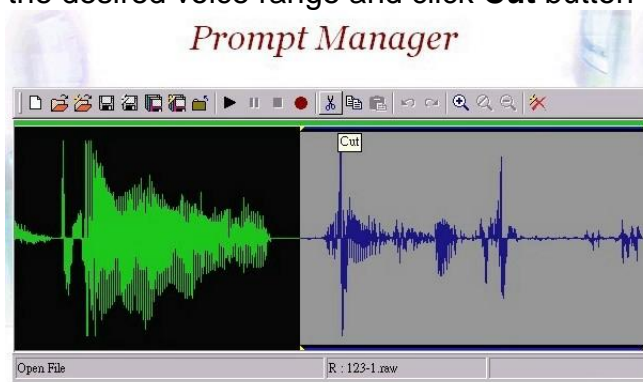 the desired voice range and click Cut button
Prompt Manager
Cut
Open File R : 123-1.raw